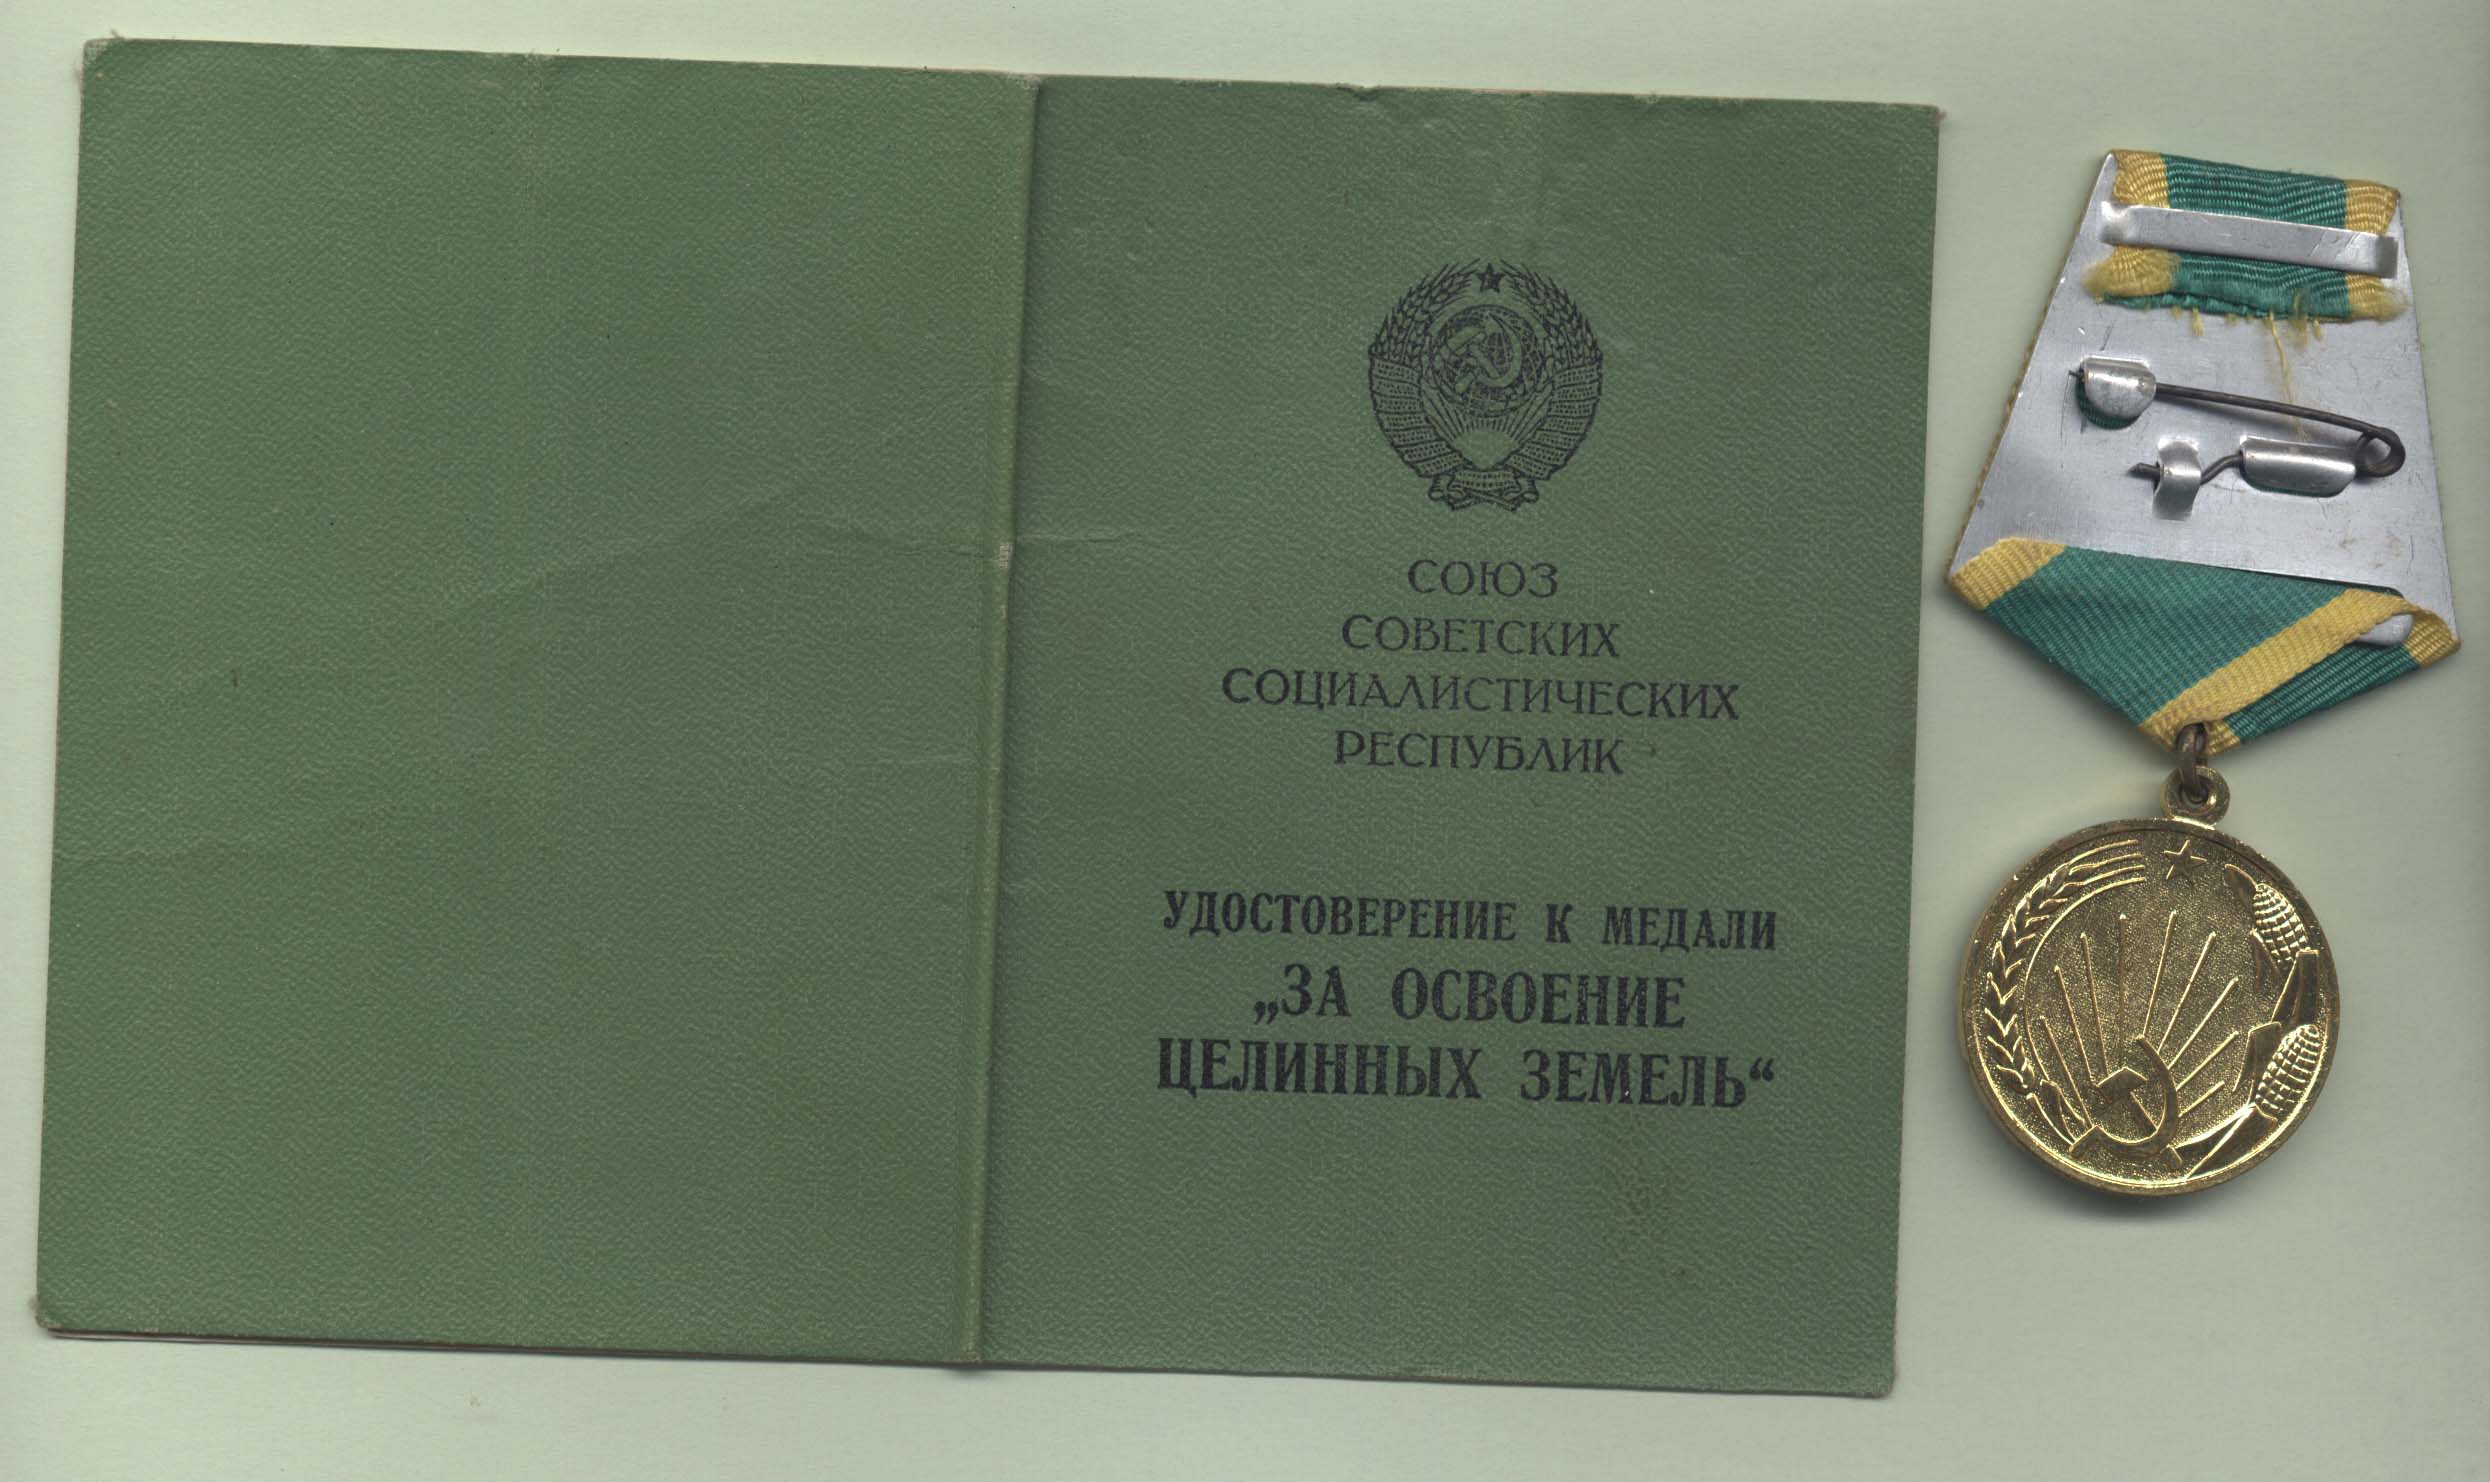 СОЮЗ
СОВЕТСКИХ
СОЦИАЛИСТИЧЕСКИХ
РЕСПУБЛИК
УДОСТОВЕРЕНИЕ К МЕДАЛИ
„ЗА ОСВОЕНИЕ
ЦЕЛИННЫХ ЗЕМЕЛЬ“